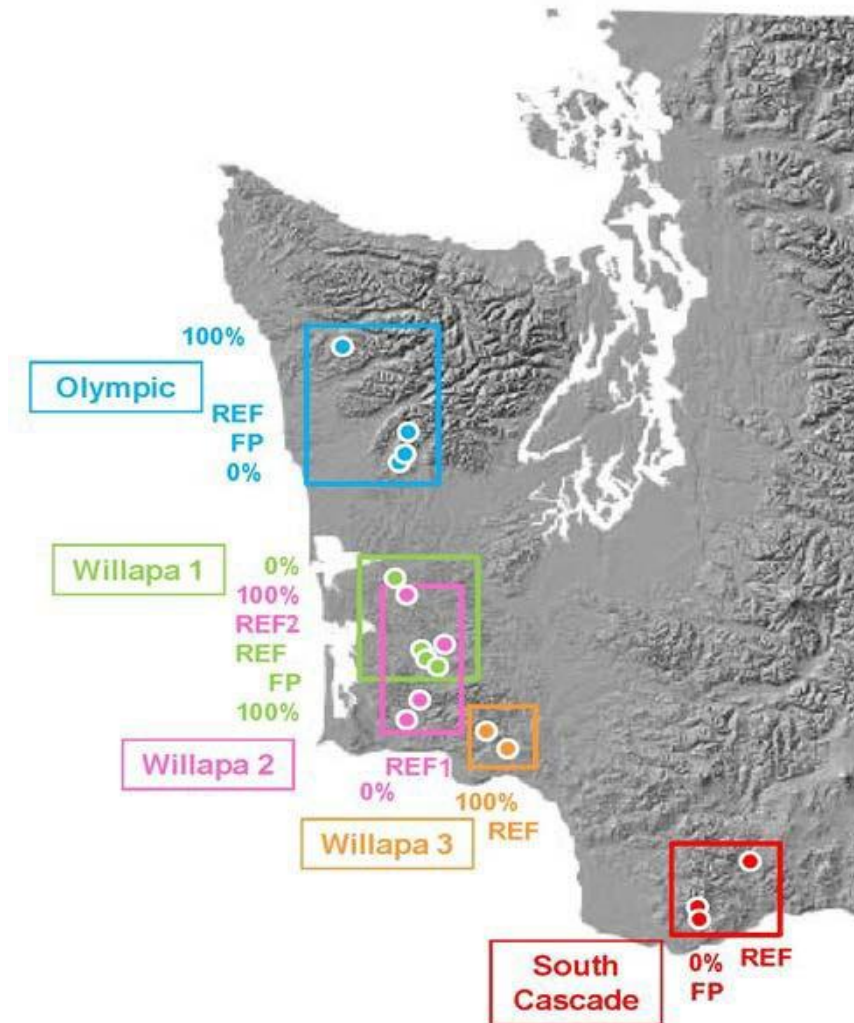 100%
Olympic
REF
FP
0%
Willapa 1
0%
100%
REF2
REF
FP
100%
Willapa 2
REF1
0%
100%
REF
Willapa 3
South
Cascade
0%
FP
REF